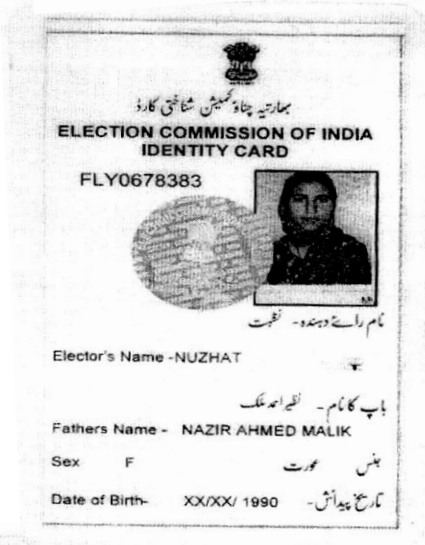 بھارتیہ چناؤ کمیشن شناختی کارڈ
ELECTION COMMISSION OF INDIA
IDENTITY CARD
FLY0678383
نام رائے دہندہ-
Elector's Name -NUZHAT
باپ کا نام - نظیر احمد ملک
Fathers Name - NAZIR AHMED MALIK
Sex F جنس عورت
Date of Birth- XX/XX/ 1990 تاریخ پیدائش-